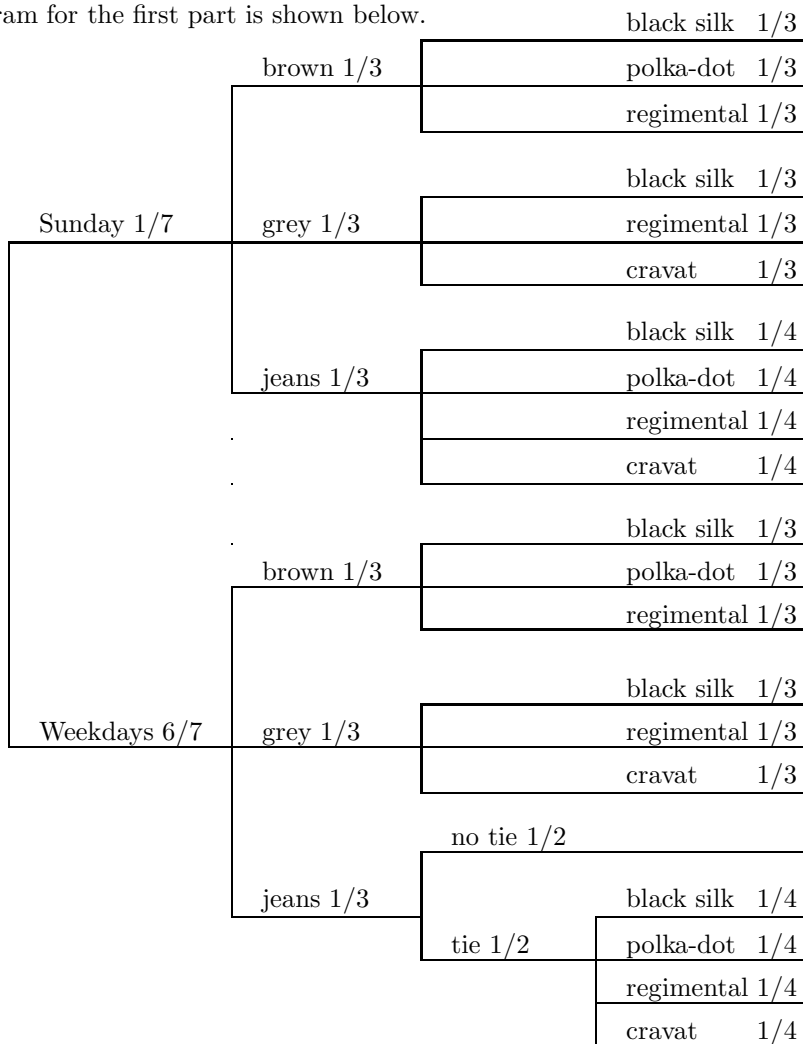 ram for the first part is shown below.
black silk 1/3
brown 1/3 polka-dot 1/3
regimental 1/3
black silk 1/3
Sunday 1/7 grey 1/3 regimental 1/3
cravat 1/3
black silk 1/4
jeans 1/3 polka-dot 1/4
regimental 1/4
cravat 1/4
black silk 1/3
brown 1/3 polka-dot 1/3
regimental 1/3
black silk 1/3
Weekdays 6/7 grey 1/3 regimental 1/3
cravat 1/3
no tie 1/2
jeans 1/3 black silk 1/4
tie 1/2 polka-dot 1/4
regimental 1/4
cravat 1/4